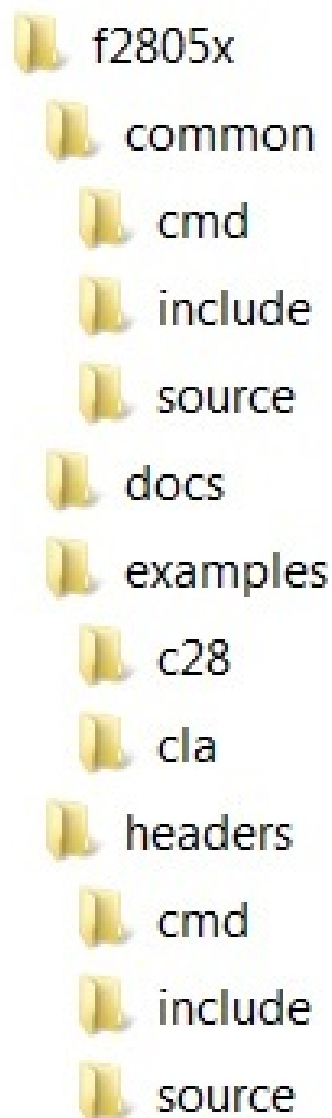 f2805x
common
cmd
include
source
docs
examples
c28
cla
headers
cmd
include
source